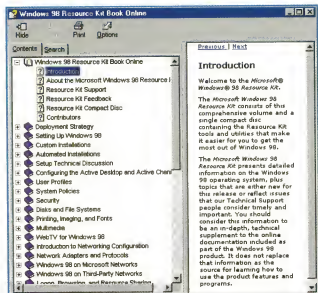 Windows 98 Resource Kit Book Online
Hide
Print
Options
Contents
Search
Windows 98 Resource Kit Book Online
Introduction
About the Microsoft Windows 98 Resource
Resource Kit Support
Resource Kit Feedback
Resource Kit Compact Disc
Contributors
Deployment Strategy
Setting Up Windows 98
Custom Installations
Automated Installations
Setup Technical Discussion
Configuring the Active Desktop and Active Chan
User Profiles
System Policies
Security
Disks and File Systems
Printing, Imaging, and Fonts
Multimedia
WebTV for Windows 98
Introduction to Networking Configuration
Network Adapters and Protocols
Windows 98 on Microsoft Networks
Windows 98 on Third-Party Networks
Logon, Browsing, and Resource Sharing
Previous | Next
Introduction
Welcome to the Microsoft®
Windows® 98 Resource Kit.
The Microsoft Windows 98
Resource Kit consists of this
comprehensive volume and a
single compact disc
containing the Resource Kit
tools and utilities that make
it easier for you to get the
most out of Windows 98.
The Microsoft Windows 98
Resource Kit presents detailed
information on the Windows
98 operating system, plus
topics that are either new for
this release or reflect issues
that our Technical Support
people consider timely and
important. You should
consider this information to
be an in-depth, technical
supplement to the online
documentation included as
part of the Windows 98
product. It does not replace
that information as the
source for learning how to
use the product features and
programs.